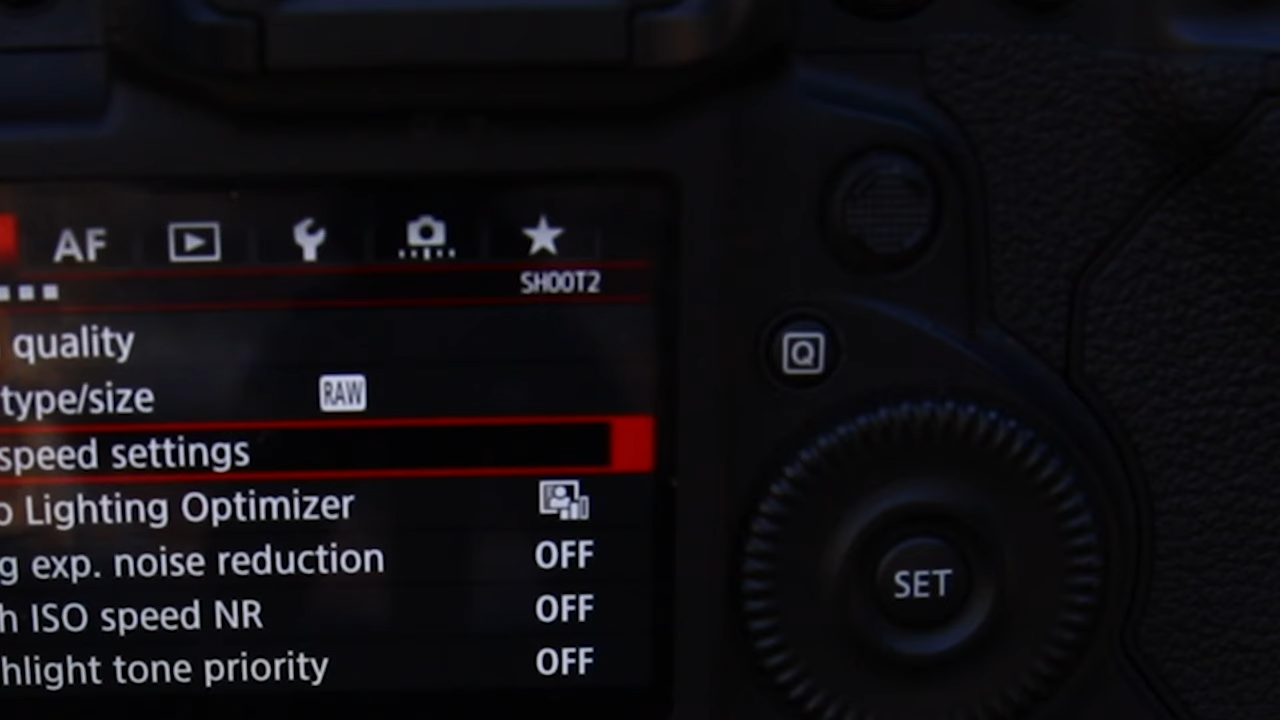 AF
SHOOT2
quality
type/size RAW
speed settings
Lighting Optimizer
exp. noise reduction OFF
ISO speed NR OFF
hlight tone priority OFF
Q
SET